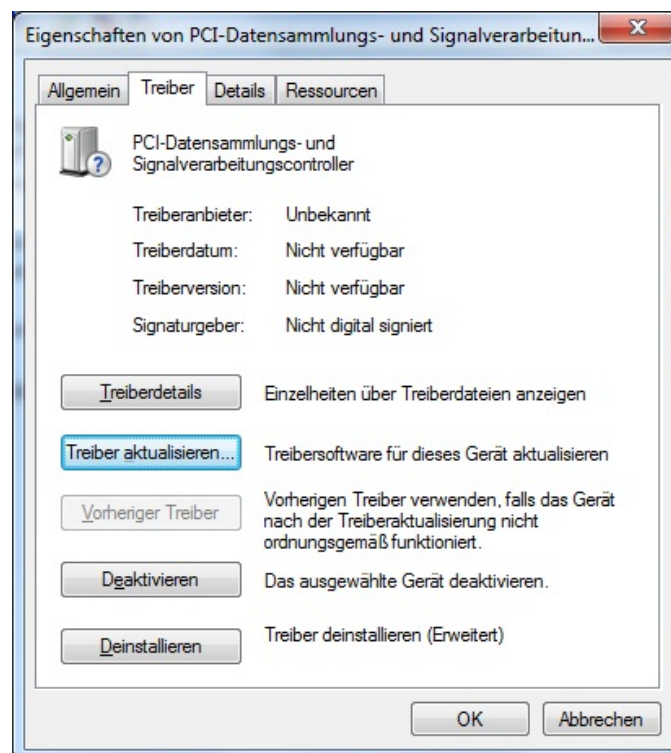 Eigenschaften von PCI-Datensammlungs- und Signalverarbeitun...
Allgemein Treiber Details Ressourcen
PCI-Datensammlungs- und
Signalverarbeitungscontroller
Treiberanbieter: Unbekannt
Treiberdatum: Nicht verfügbar
Treiberversion: Nicht verfügbar
Signaturgeber: Nicht digital signiert
Treiberdetails Einzelheiten über Treiberdateien anzeigen
Treiber aktualisieren... Treibersoftware für dieses Gerät aktualisieren
Vorheriger Treiber Vorherigen Treiber verwenden, falls das Gerät
nach der Treiberaktualisierung nicht
ordnungsgemäß funktioniert.
Deaktivieren Das ausgewählte Gerät deaktivieren.
Deinstallieren Treiber deinstallieren (Erweitert)
OK Abbrechen